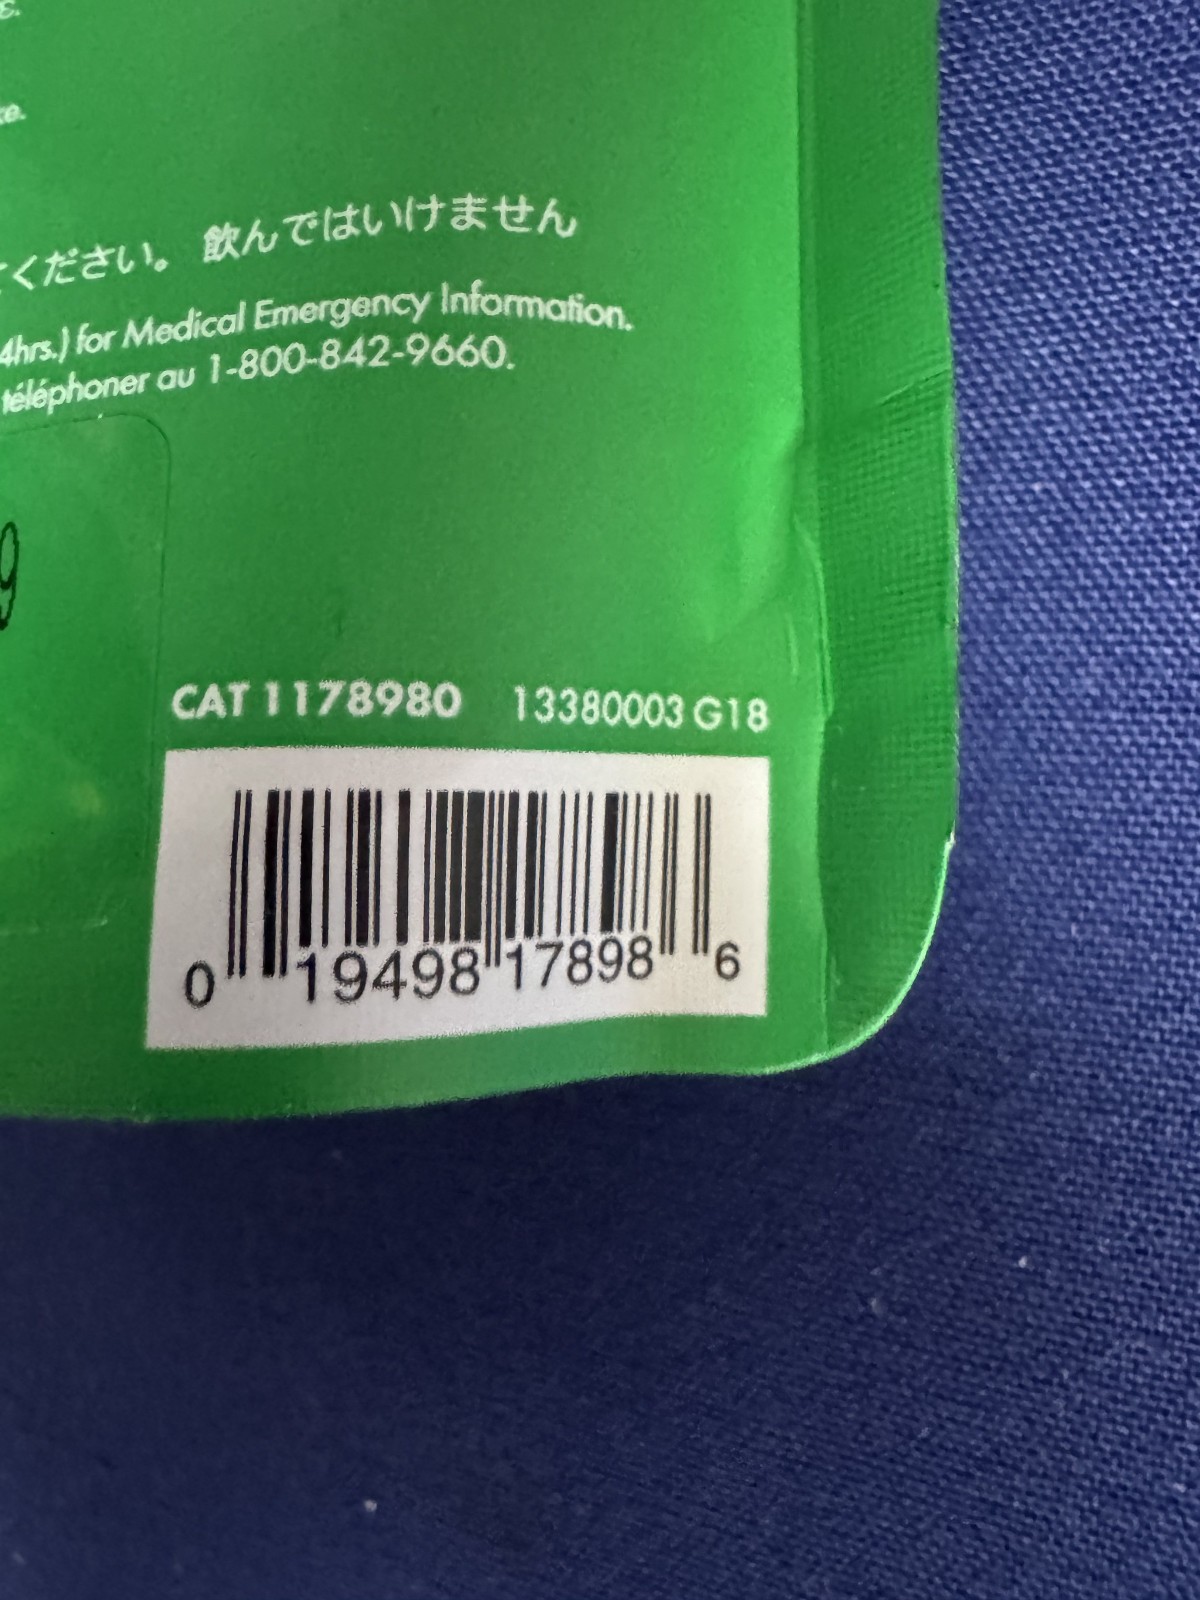 ください。 飲んではいけません
4hrs.) for Medical Emergency Information.
téléphoner au 1-800-842-9660.
9
CAT 1178980 13380003 G18
0 19498 17898 6